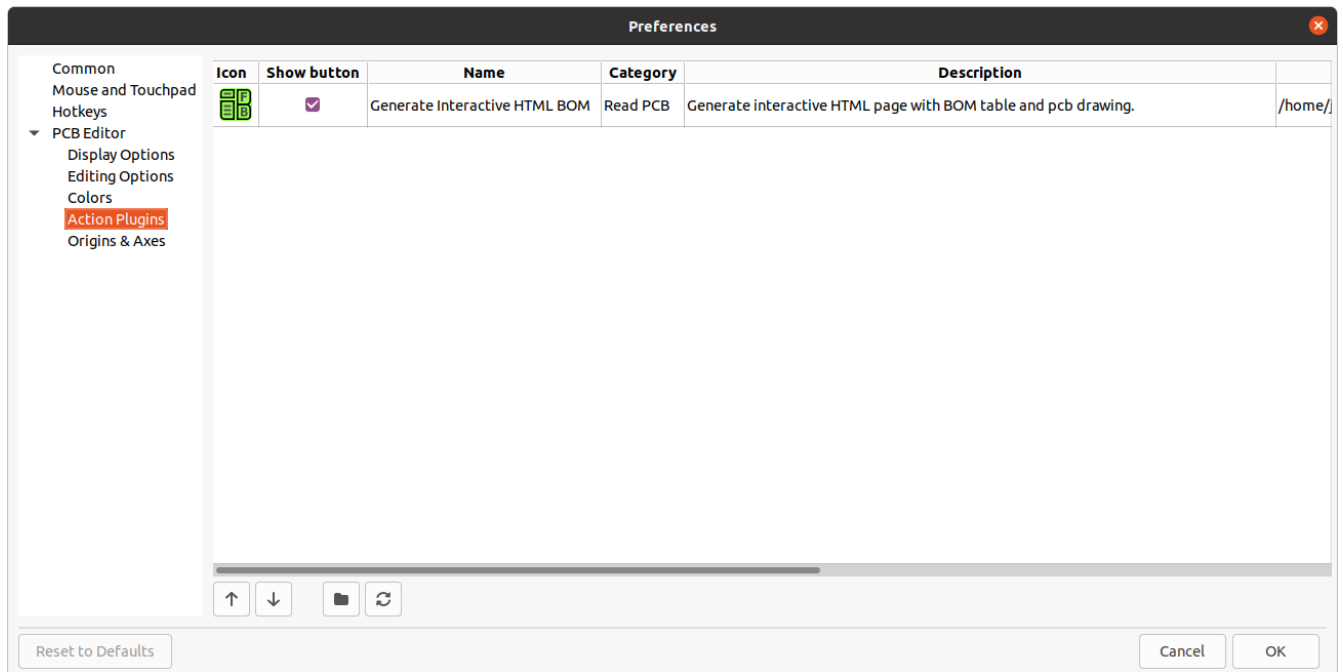 Preferences
Common
Mouse and Touchpad
Hotkeys
PCB Editor
Display Options
Editing Options
Colors
Action Plugins
Origins & Axes
Icon Show button Name Category Description
F
B
Generate Interactive HTML BOM Read PCB Generate interactive HTML page with BOM table and pcb drawing. /home/j
Reset to Defaults Cancel OK